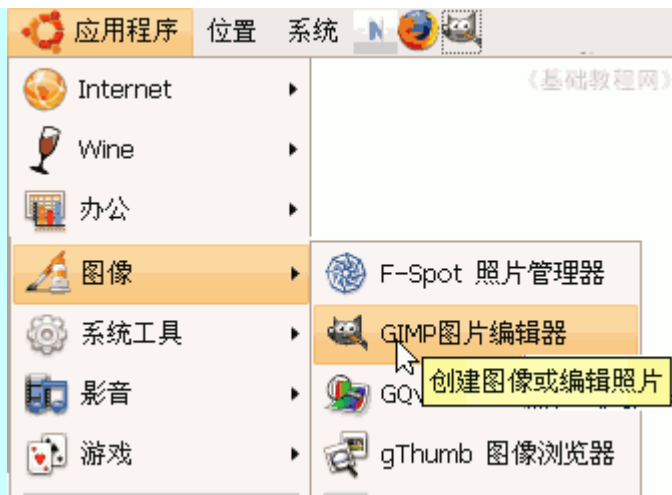 应用程序 位置 系统 N
《基础教程网》
Internet
Wine
办公
图像
F-Spot 照片管理器
系统工具
GIMP图片编辑器
创建图像或编辑照片
影音
GQv
游戏
gThumb 图像浏览器